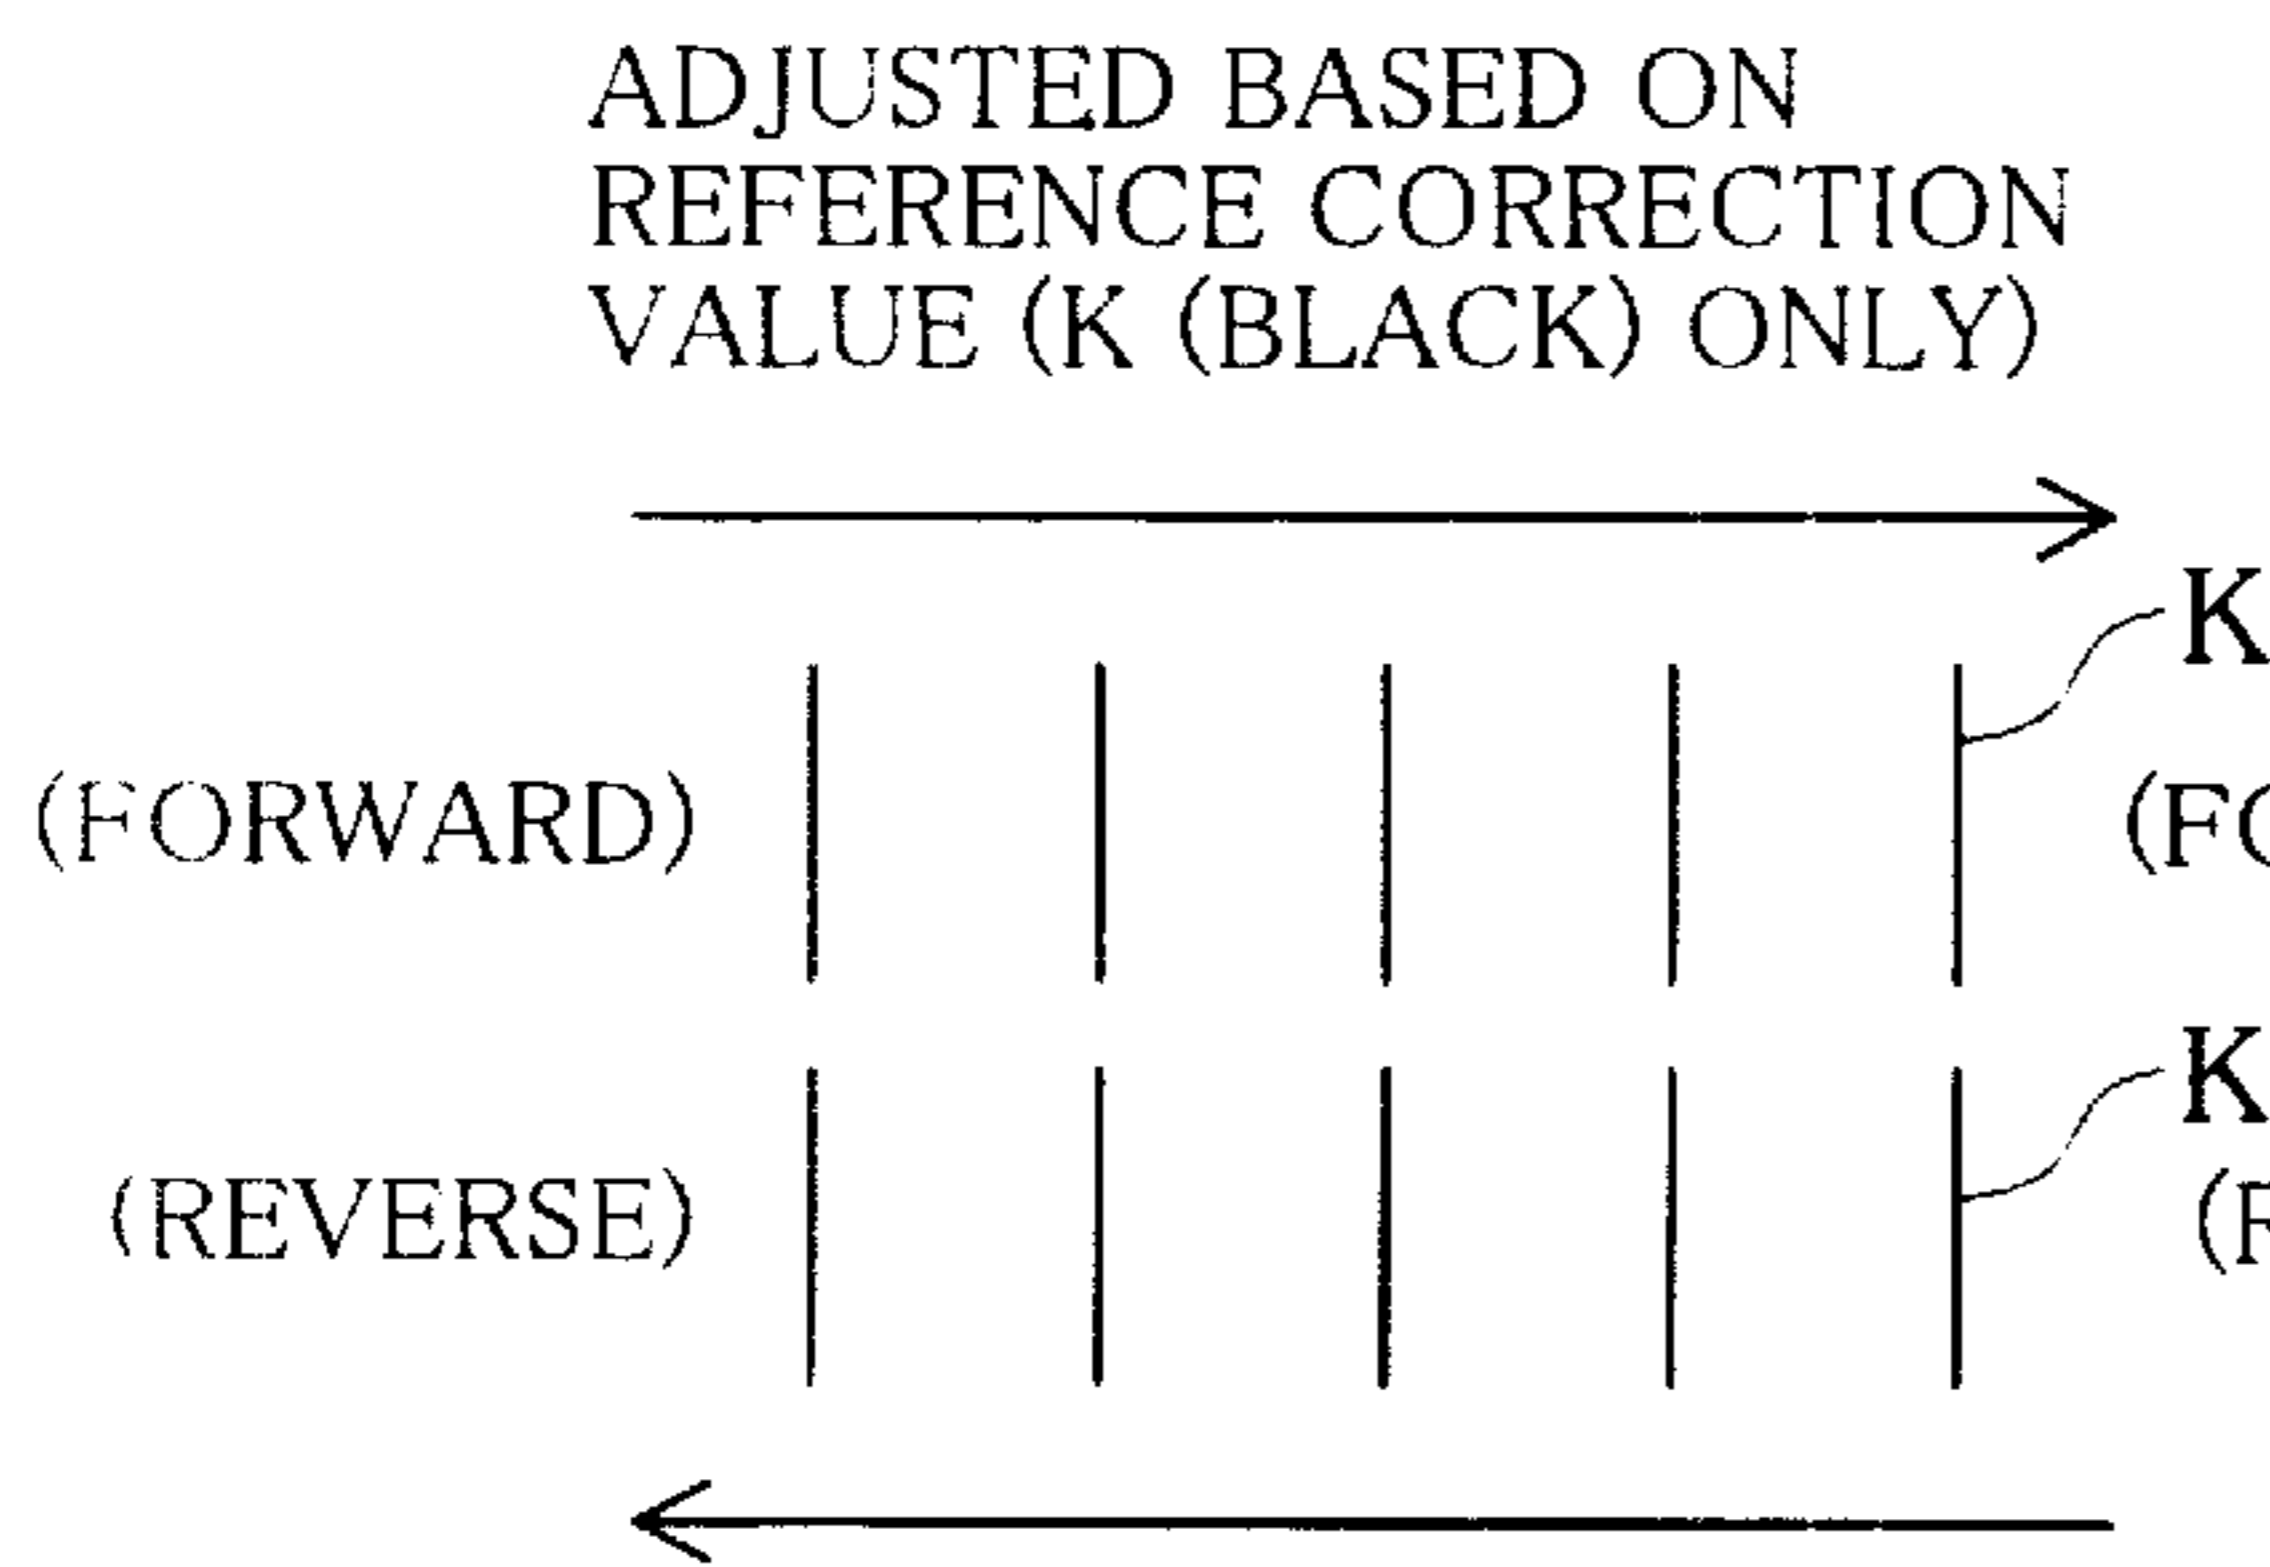 ADJUSTED BASED ON
REFERENCE CORRECTION
VALUE (K (BLACK) ONLY)
K
(FORWARD)
K
(REVERSE)